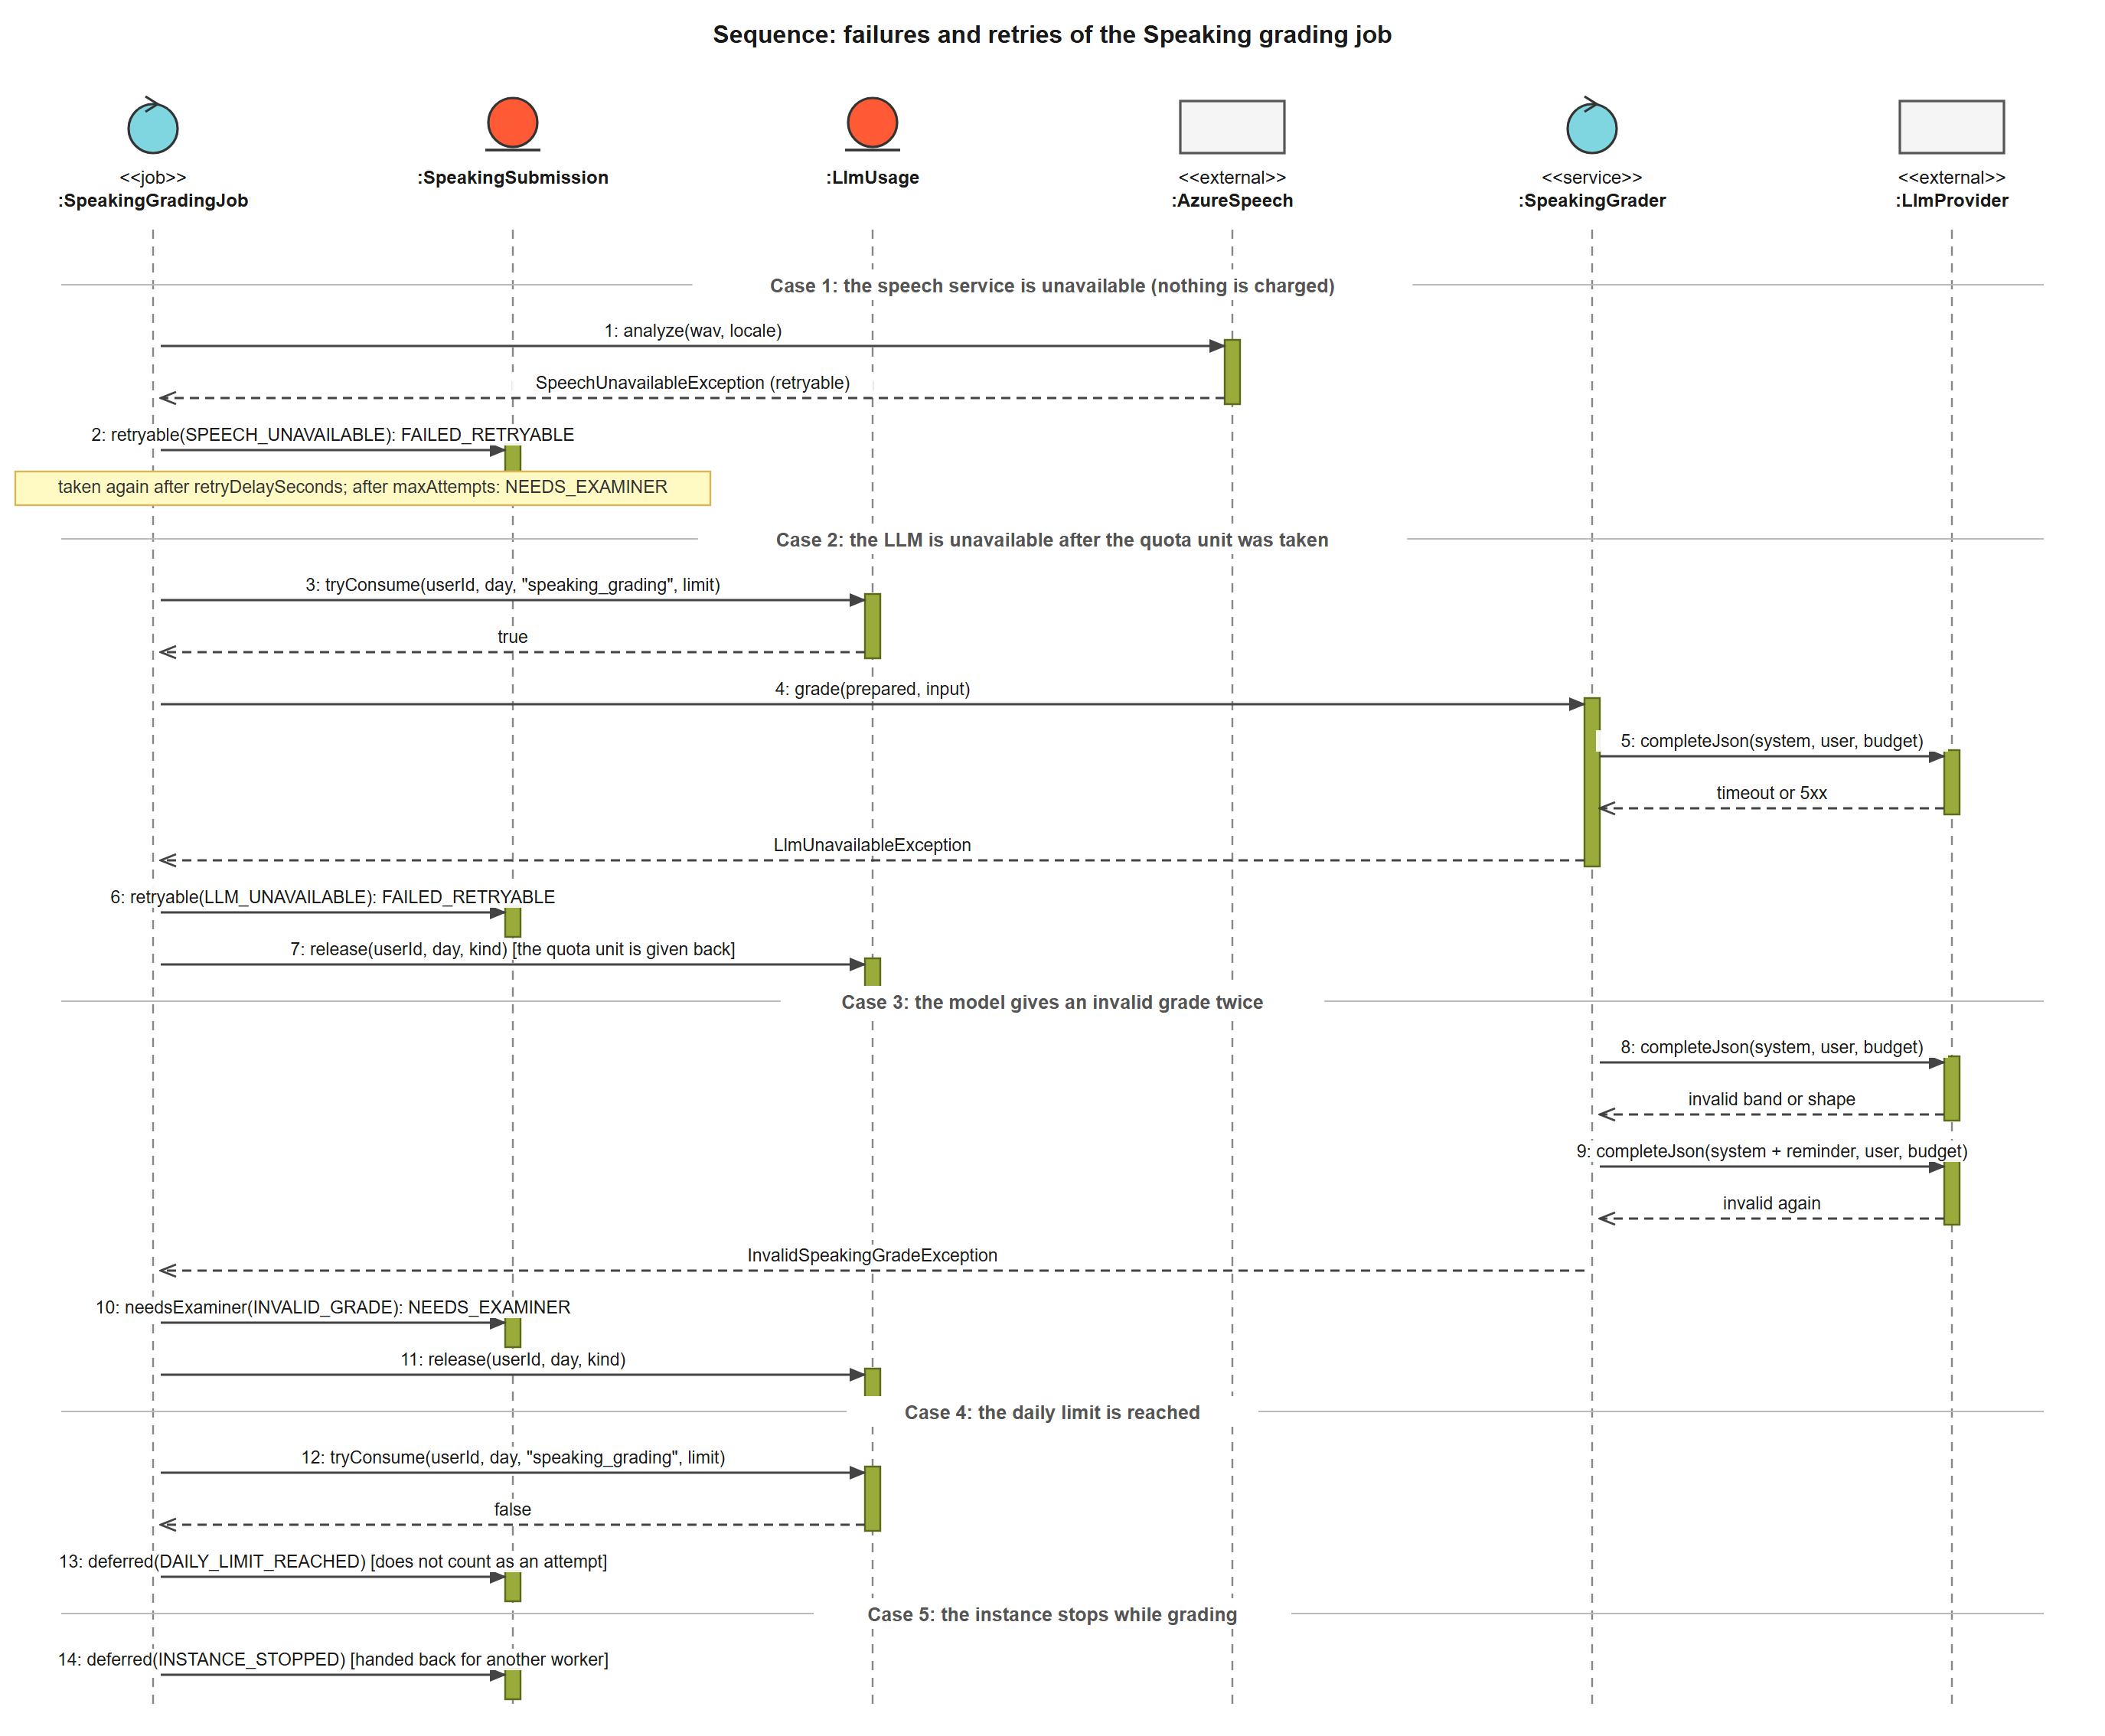 Sequence: failures and retries of the Speaking grading job
<<job>>
:SpeakingGradingJob
:SpeakingSubmission
:LlmUsage
<<external>>
:AzureSpeech
<<service>>
:SpeakingGrader
<<external>>
:LlmProvider
Case 1: the speech service is unavailable (nothing is charged)
1: analyze(wav, locale)
SpeechUnavailableException (retryable)
2: retryable(SPEECH_UNAVAILABLE): FAILED_RETRYABLE
taken again after retryDelaySeconds; after maxAttempts: NEEDS_EXAMINER
Case 2: the LLM is unavailable after the quota unit was taken
3: tryConsume(userId, day, "speaking_grading", limit)
true
4: grade(prepared, input)
5: completeJson(system, user, budget)
timeout or 5xx
LlmUnavailableException
6: retryable(LLM_UNAVAILABLE): FAILED_RETRYABLE
7: release(userId, day, kind) [the quota unit is given back]
Case 3: the model gives an invalid grade twice
8: completeJson(system, user, budget)
invalid band or shape
9: completeJson(system + reminder, user, budget)
invalid again
InvalidSpeakingGradeException
10: needsExaminer(INVALID_GRADE): NEEDS_EXAMINER
11: release(userId, day, kind)
Case 4: the daily limit is reached
12: tryConsume(userId, day, "speaking_grading", limit)
false
13: deferred(DAILY_LIMIT_REACHED) [does not count as an attempt]
Case 5: the instance stops while grading
14: deferred(INSTANCE_STOPPED) [handed back for another worker]